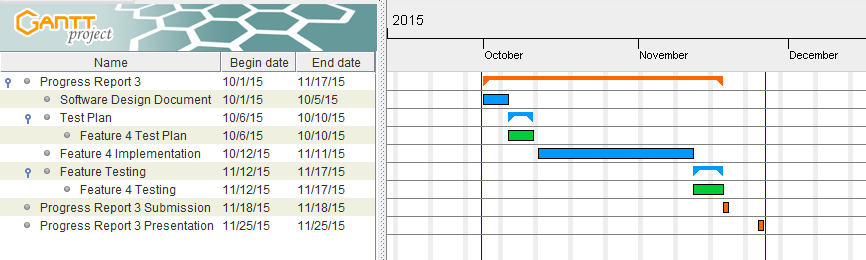 GANTT
project
2015
October November December
Name Begin date End date
Progress Report 3 10/1/15 11/17/15
Software Design Document 10/1/15 10/5/15
Test Plan 10/6/15 10/10/15
Feature 4 Test Plan 10/6/15 10/10/15
Feature 4 Implementation 10/12/15 11/11/15
Feature Testing 11/12/15 11/17/15
Feature 4 Testing 11/12/15 11/17/15
Progress Report 3 Submission 11/18/15 11/18/15
Progress Report 3 Presentation 11/25/15 11/25/15